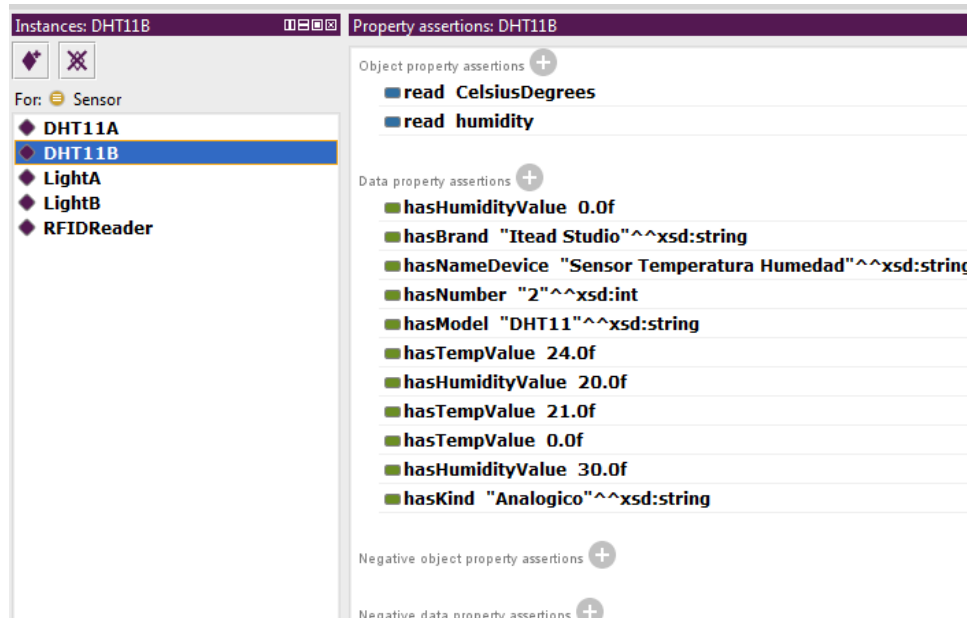 Instances: DHT11B
For: Sensor
DHT11A
DHT11B
LightA
LightB
RFIDReader
Property assertions: DHT11B
Object property assertions
read CelsiusDegrees
read humidity
Data property assertions
hasHumidityValue 0.0f
hasBrand "Itead Studio"^^xsd:string
hasNameDevice "Sensor Temperatura Humedad"^^xsd:string
hasNumber "2"^^xsd:int
hasModel "DHT11"^^xsd:string
hasTempValue 24.0f
hasHumidityValue 20.0f
hasTempValue 21.0f
hasTempValue 0.0f
hasHumidityValue 30.0f
hasKind "Analogico"^^xsd:string
Negative object property assertions
Negative data property assertions